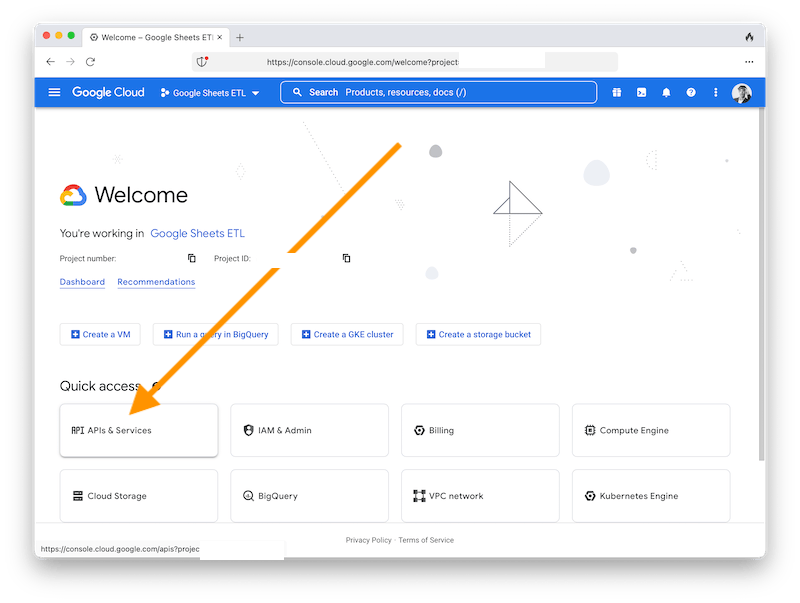 Welcome – Google Sheets ETL
https://console.cloud.google.com/welcome?project
Google Cloud
Google Sheets ETL
Search Products, resources, docs (/)
Welcome
You're working in Google Sheets ETL
Project number:
Project ID:
Dashboard
Recommendations
Create a VM
Run a query in BigQuery
Create a GKE cluster
Create a storage bucket
Quick access
API APIs & Services
IAM & Admin
Billing
Compute Engine
Cloud Storage
BigQuery
VPC network
Kubernetes Engine
Privacy Policy · Terms of Service
https://console.cloud.google.com/apis?projec